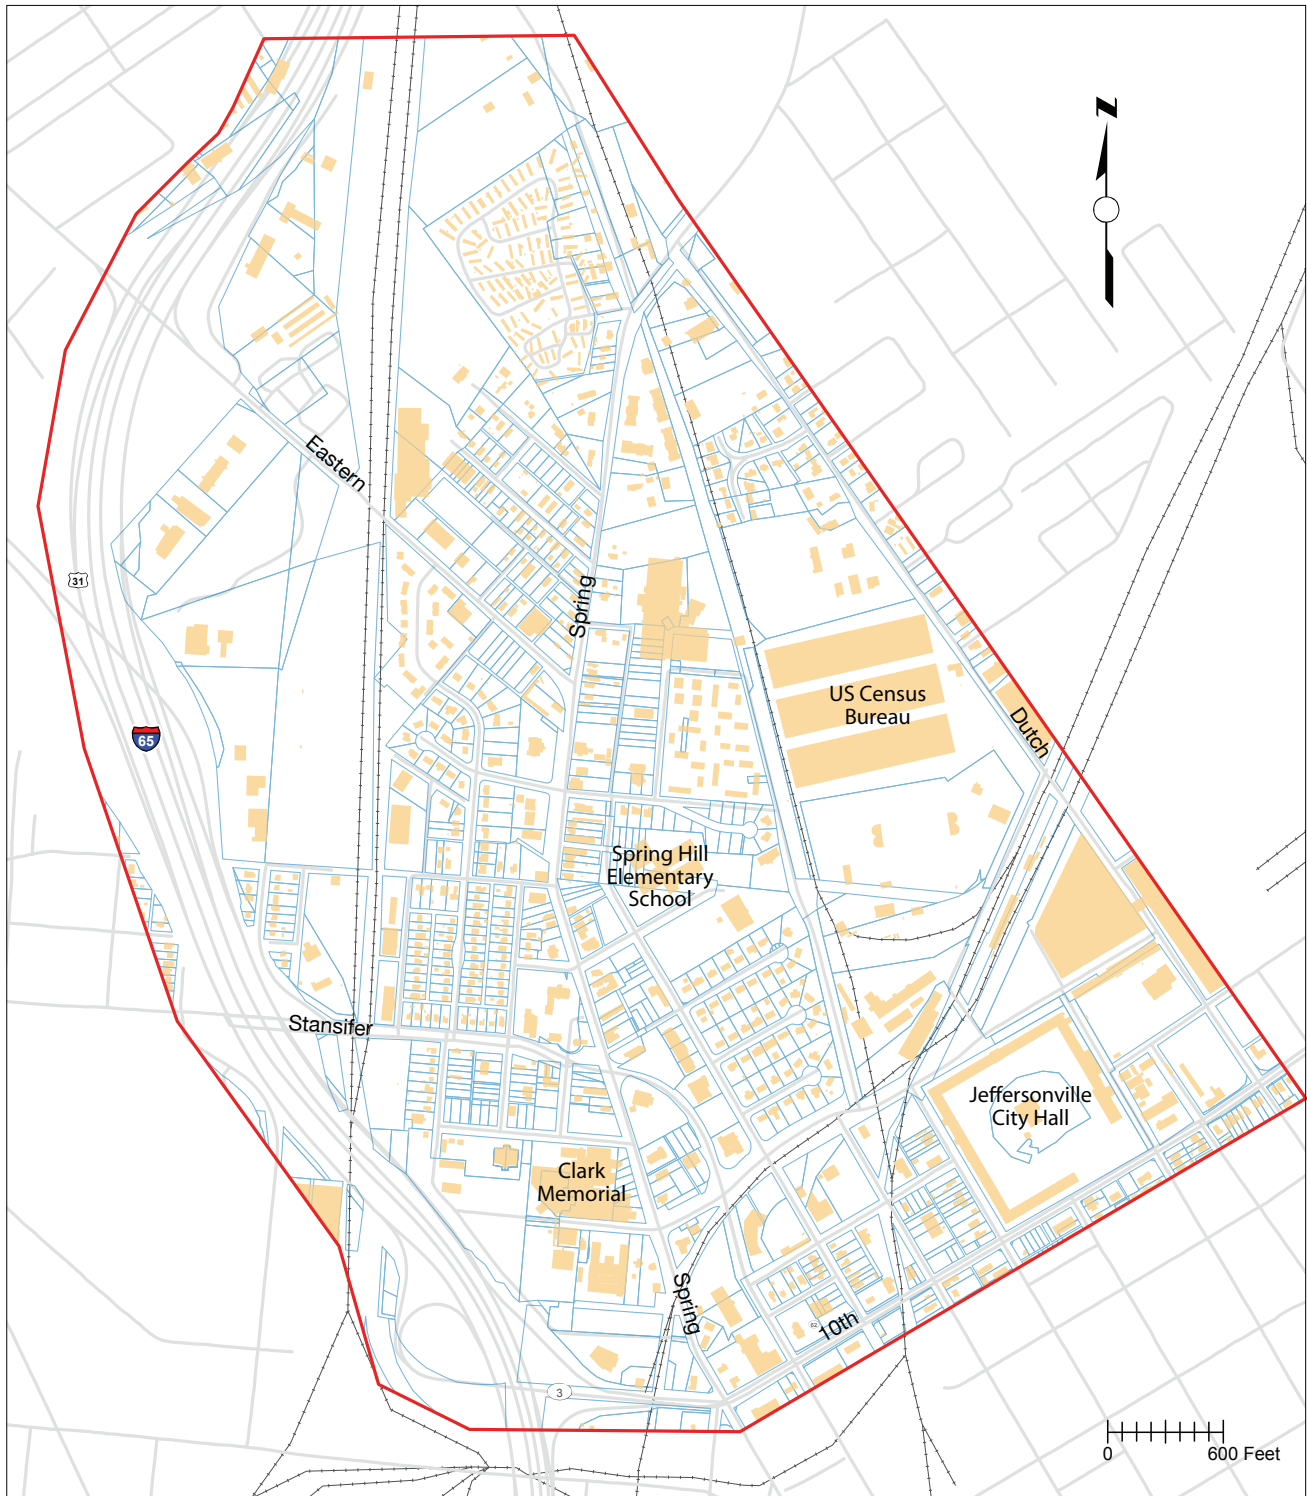 N
Eastern
31
Spring
US Census
Bureau
Dutch
65
Spring Hill
Elementary
School
Stansifer
Jeffersonville
City Hall
Clark
Memorial
Spring
62
10th
3
0
600 Feet